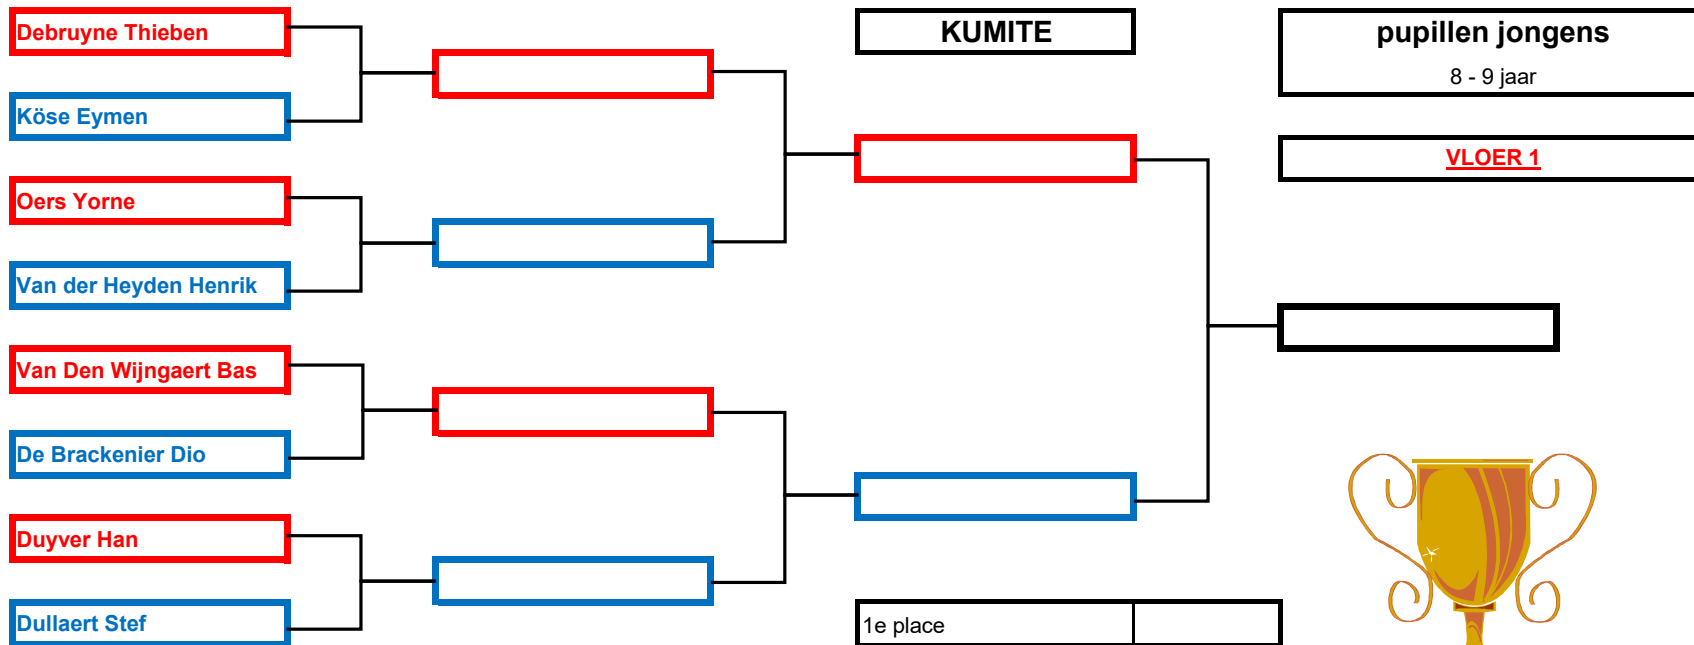 Debruyne Thieben
KUMITE
pupillen jongens
8 - 9 jaar
Köse Eymen
VLOER 1
Oers Yorne
Van der Heyden Henrik
Van Den Wijngaert Bas
De Brackenier Dio
Duyver Han
Dullaert Stef
1e place